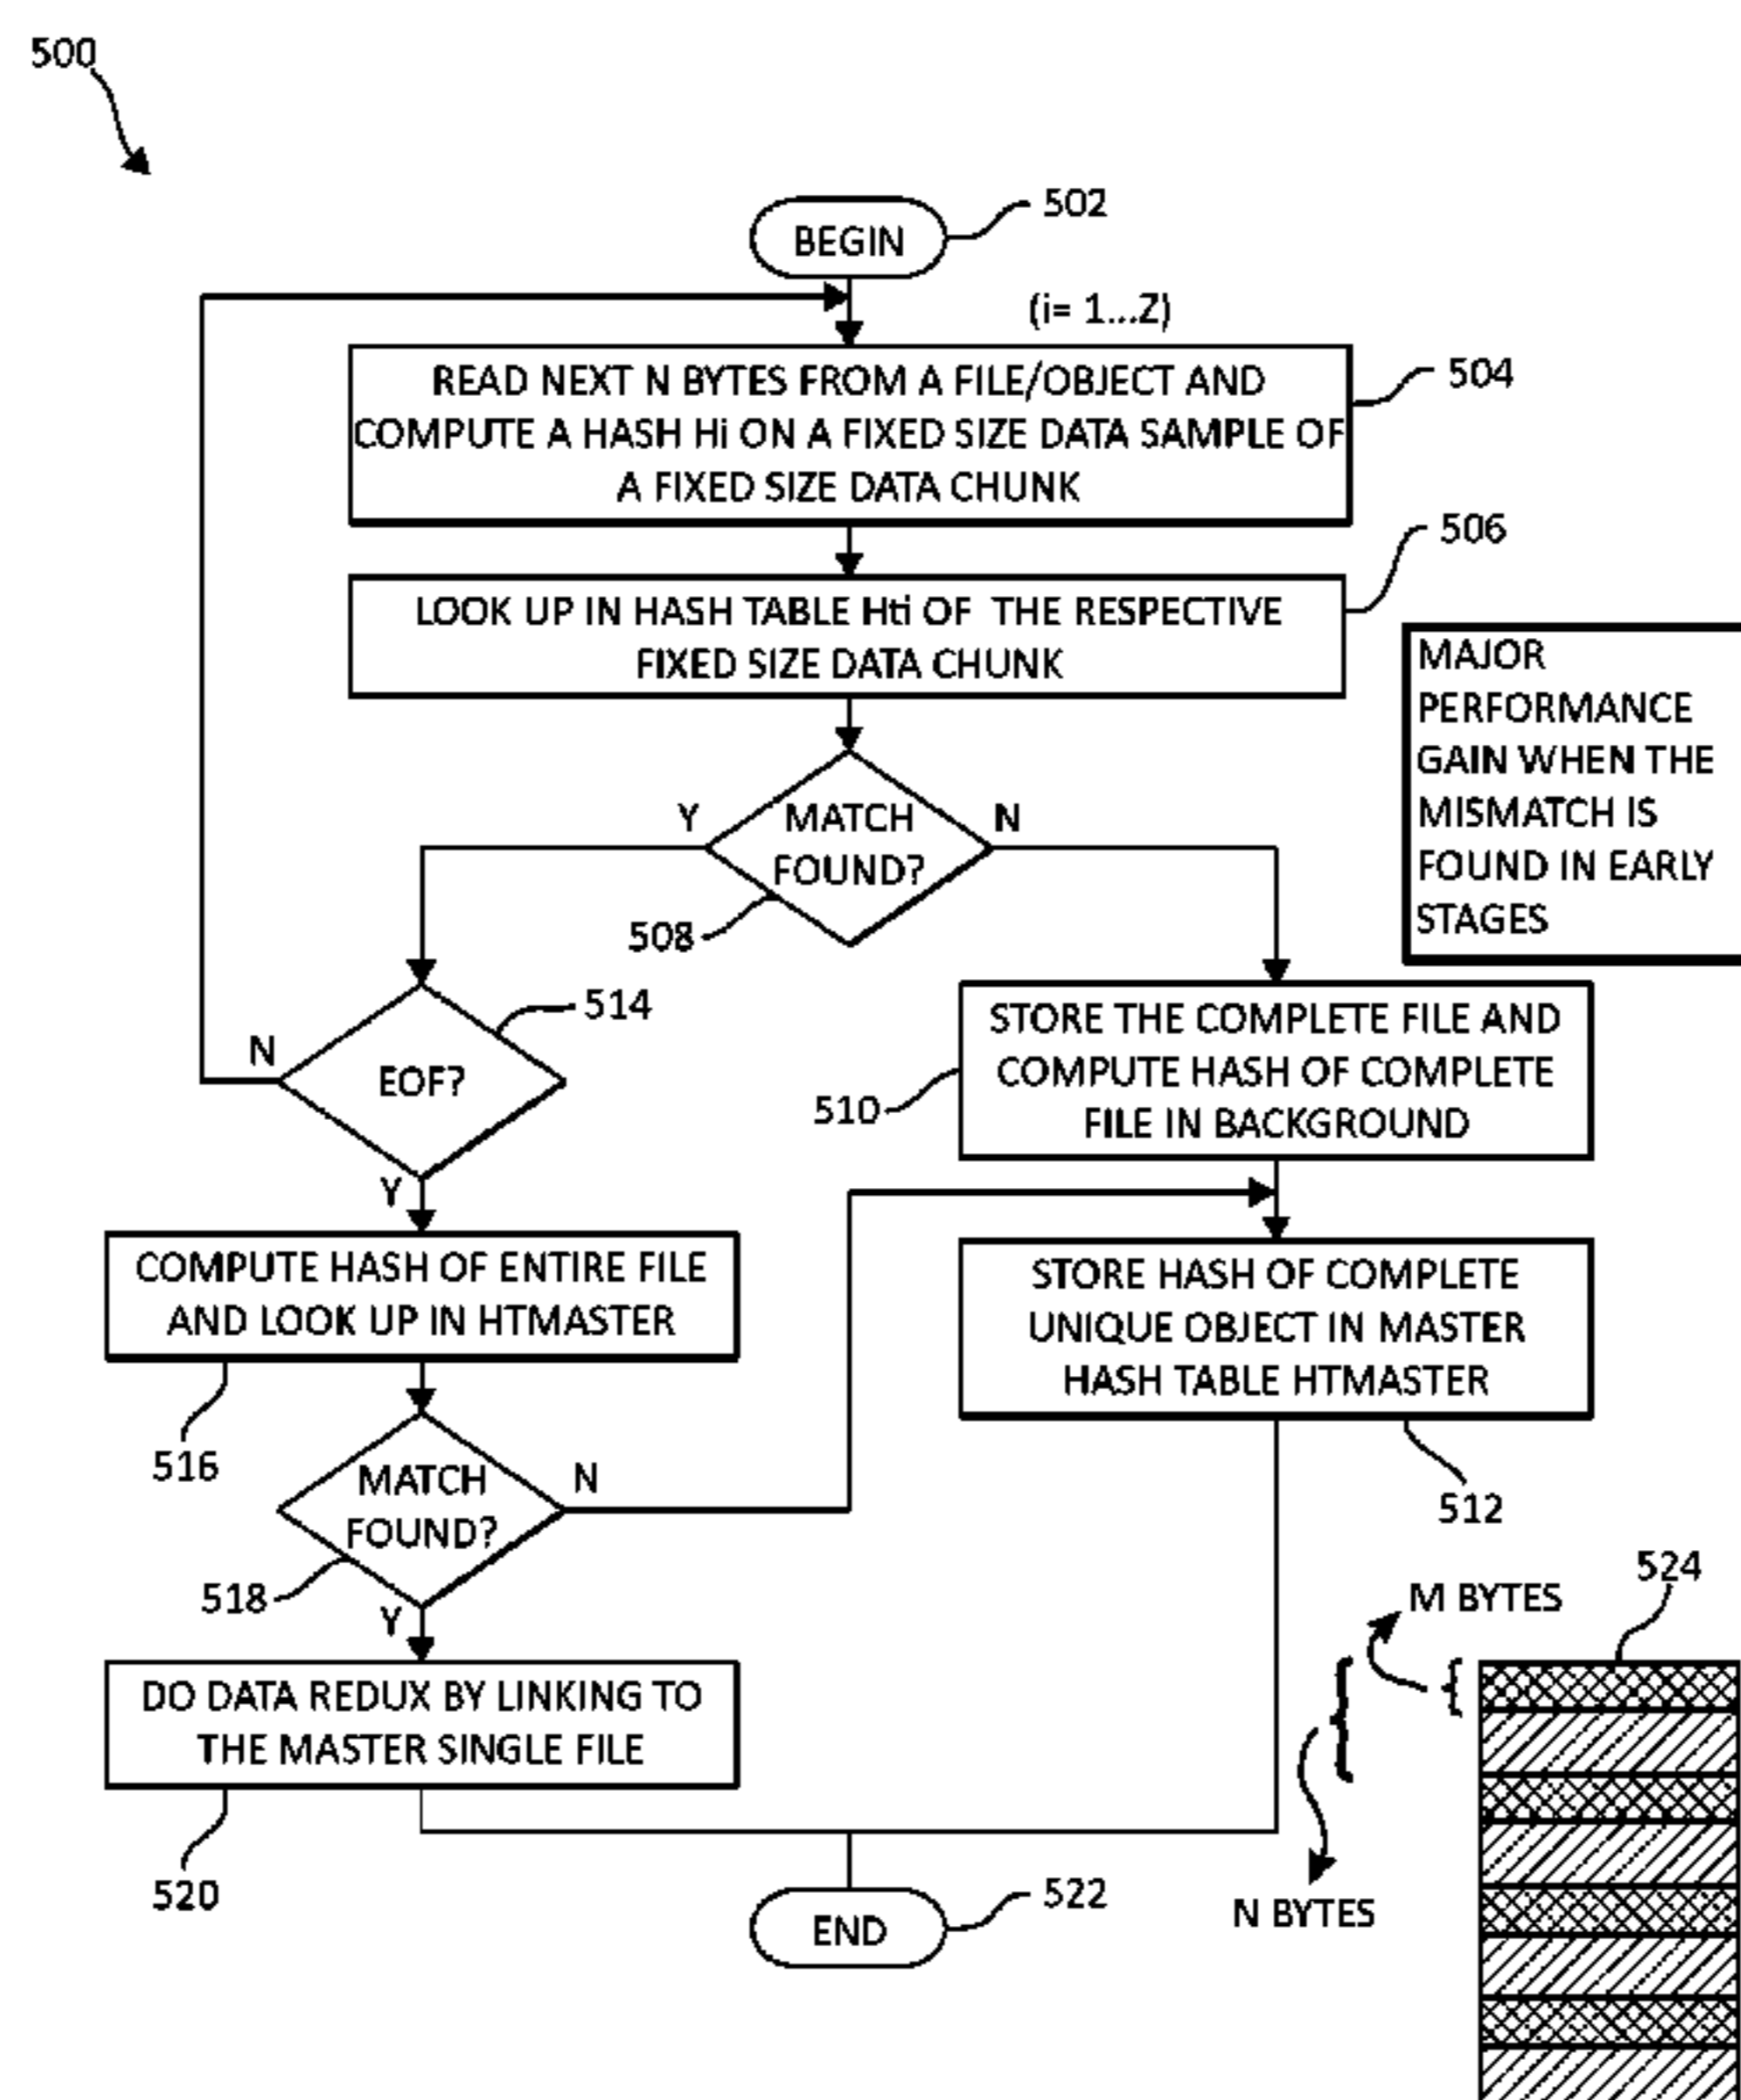 500
BEGIN
502
(i= 1...Z)
READ NEXT N BYTES FROM A FILE/OBJECT AND
COMPUTE A HASH Hi ON A FIXED SIZE DATA SAMPLE OF
A FIXED SIZE DATA CHUNK
504
LOOK UP IN HASH TABLE Hti OF THE RESPECTIVE
FIXED SIZE DATA CHUNK
506
MAJOR
PERFORMANCE
GAIN WHEN THE
MISMATCH IS
FOUND IN EARLY
STAGES
Y
MATCH
FOUND?
N
508
514
N
EOF?
Y
STORE THE COMPLETE FILE AND
COMPUTE HASH OF COMPLETE
FILE IN BACKGROUND
510
COMPUTE HASH OF ENTIRE FILE
AND LOOK UP IN HTMASTER
516
STORE HASH OF COMPLETE
UNIQUE OBJECT IN MASTER
HASH TABLE HTMASTER
512
MATCH
FOUND?
N
518
Y
524
M BYTES
DO DATA REDUX BY LINKING TO
THE MASTER SINGLE FILE
520
N BYTES
END
522